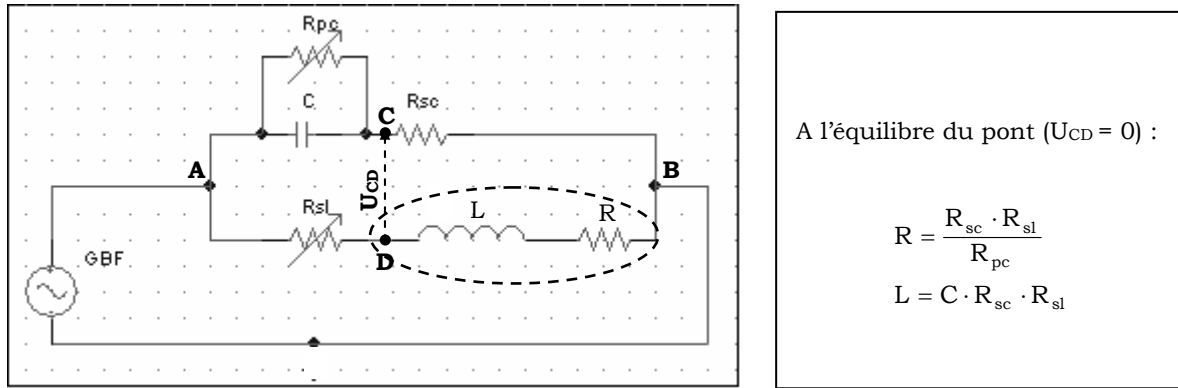 Rpc
C
C
Rsc
A
B
UCD
Rsl
L
R
D
GBF
A l'équilibre du pont (UCD = 0) :
R = Rsc · Rsl / Rpc
L = C · Rsc · Rsl